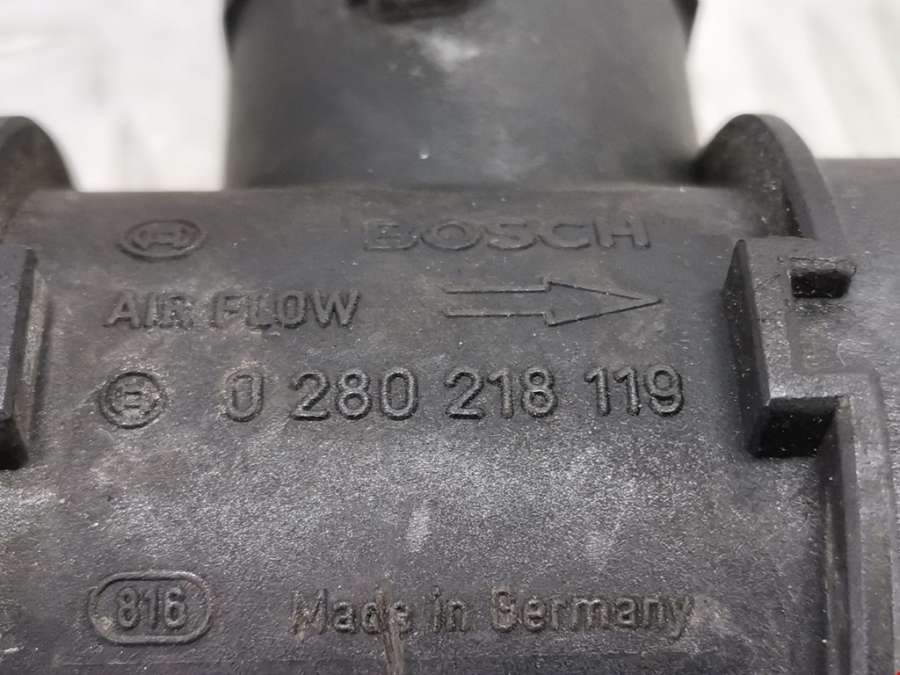 BOSCH
AIR FLOW
0 280 218 119
816
Made in Germany